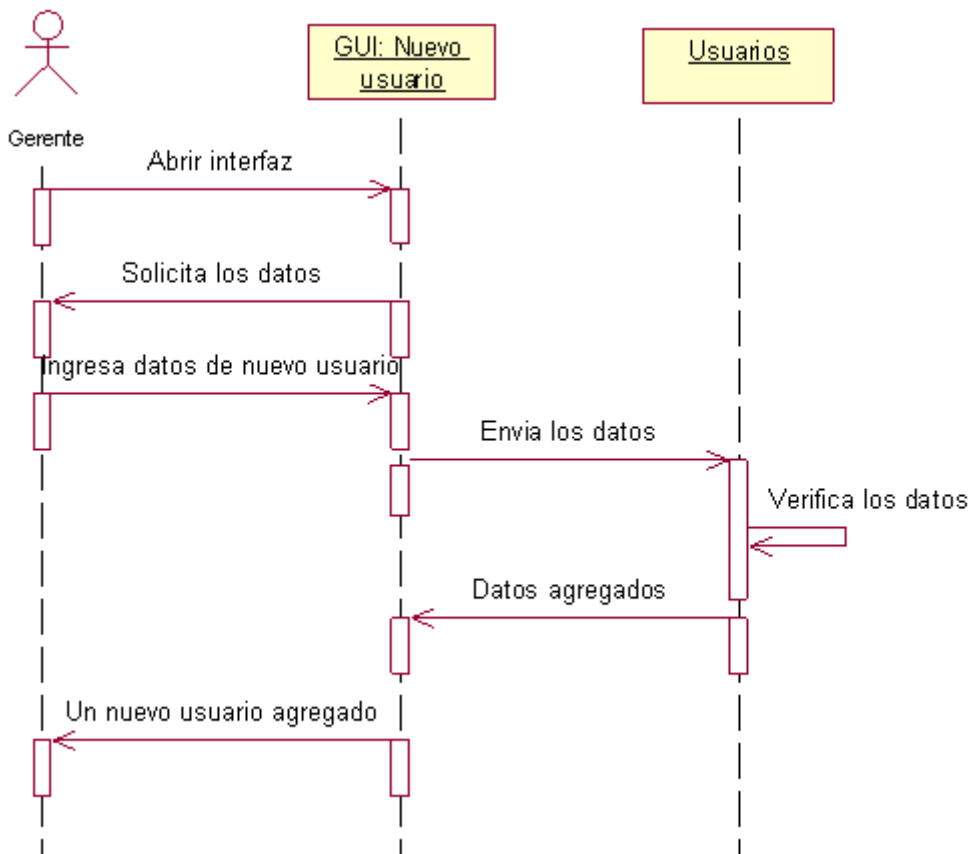 GUI: Nuevo
usuario
Usuarios
Gerente
Abrir interfaz
Solicita los datos
Ingresa datos de nuevo usuario
Envia los datos
Verifica los datos
Datos agregados
Un nuevo usuario agregado